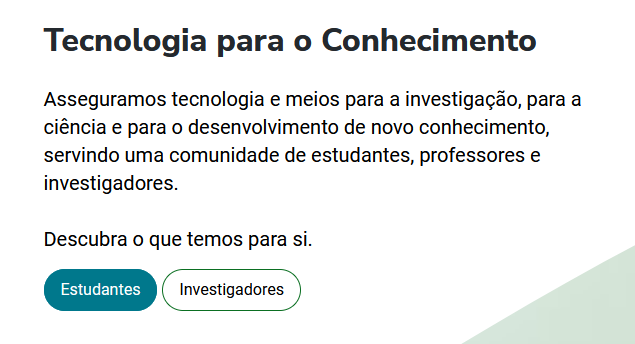 Tecnologia para o Conhecimento
Asseguramos tecnologia e meios para a investigação, para a
ciência e para o desenvolvimento de novo conhecimento,
servindo uma comunidade de estudantes, professores e
investigadores.
Descubra o que temos para si.
Estudantes
Investigadores